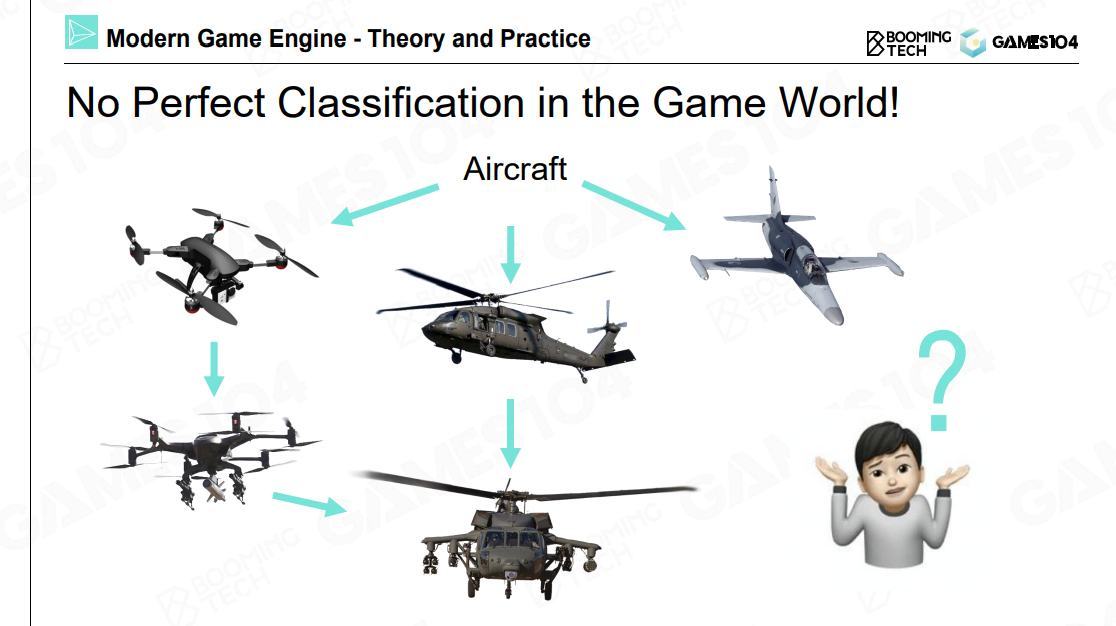 Modern Game Engine - Theory and Practice
BOOMING
TECH
GAMES104
No Perfect Classification in the Game World!
Aircraft
?